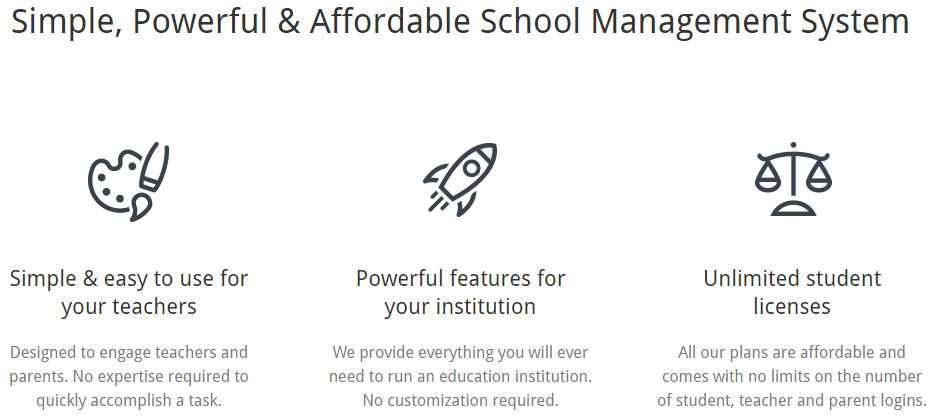 Simple, Powerful & Affordable School Management System
Simple & easy to use for
your teachers
Designed to engage teachers and
parents. No expertise required to
quickly accomplish a task.
Powerful features for
your institution
We provide everything you will ever
need to run an education institution.
No customization required.
Unlimited student
licenses
All our plans are affordable and
comes with no limits on the number
of student, teacher and parent logins.